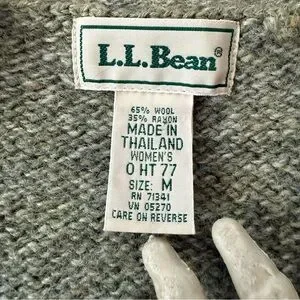 L.L.Bean®
65% WOOL
35% RAYON
MADE IN
THAILAND
WOMEN'S
0 HT 77
SIZE: M
RN 71341
VN 05270
CARE ON REVERSE